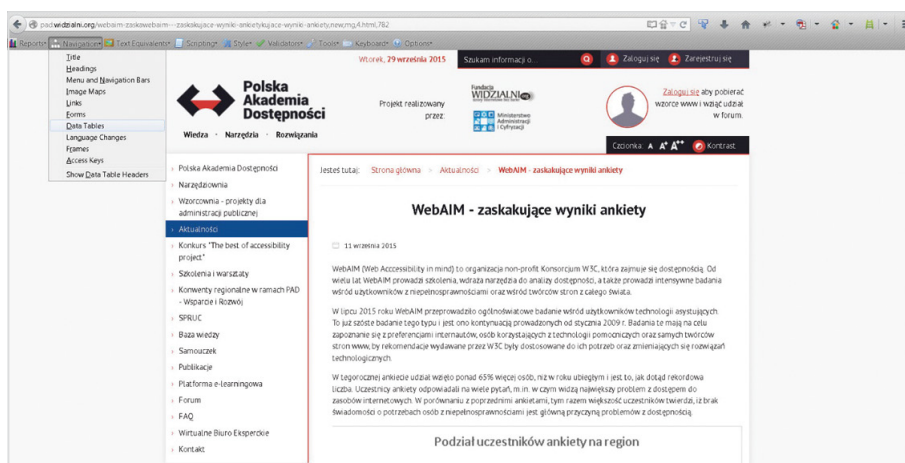 pad.widzialni.org/webaim-zaskawebaim---zaskakujace-wyniki-ankietykujace-wyniki-ankiety,new,mg,4.html,782
Reports Navigation Text Equivalents Scripting Style Validators Tools Keyboard Options
Title
Headings
Menu and Navigation Bars
Image Maps
Links
Forms
Data Tables
Language Changes
Frames
Access Keys
Show Data Table Headers
Wtorek, 29 września 2015
Szukam informacji o...
Zaloguj się
Zarejestruj się
Polska
Akademia
Dostępności
Wiedza · Narzędzia · Rozwiązania
Projekt realizowany
przez:
Fundacja
WIDZIALNI
Ministerstwo
Administracji
i Cyfryzacji
Zaloguj się aby pobierać
wzorce www i wziąć udział
w forum.
Czcionka: A A+ A++ Kontrast
Polska Akademia Dostępności
Narzędziownia
Wzorcownia - projekty dla
administracji publicznej
Aktualności
Konkurs "The best of accessibility
project"
Szkolenia i warsztaty
Konwenty regionalne w ramach PAD
- Wsparcie i Rozwój
SPRUC
Baza wiedzy
Samouczek
Publikacje
Platforma e-learningowa
Forum
FAQ
Wirtualne Biuro Eksperckie
Kontakt
Jesteś tutaj: Strona główna > Aktualności > WebAIM - zaskakujące wyniki ankiety
WebAIM - zaskakujące wyniki ankiety
11 września 2015
WebAIM (Web Acccessibility in mind) to organizacja non-profit Konsorcjum W3C, która zajmuje się dostępnością. Od
wielu lat WebAIM prowadzi szkolenia, wdraża narzędzia do analizy dostępności, a także prowadzi intensywne badania
wśród użytkowników z niepełnosprawnościami oraz wśród twórców stron z całego świata.
W lipcu 2015 roku WebAIM przeprowadziło ogólnoświatowe badanie wśród użytkowników technologii asystujących.
To już szóste badanie tego typu i jest ono kontynuacją prowadzonych od stycznia 2009 r. Badania te mają na celu
zapoznanie się z preferencjami internautów, osób korzystających z technologii pomocniczych oraz samych twórców
stron www, by rekomendacje wydawane przez W3C były dostosowane do ich potrzeb oraz zmieniających się rozwiązań
technologicznych.
W tegorocznej ankiecie udział wzięło ponad 65% więcej osób, niż w roku ubiegłym i jest to, jak dotąd rekordowa
liczba. Uczestnicy ankiety odpowiadali na wiele pytań, m.in. w czym widzą największy problem z dostępem do
zasobów internetowych. W porównaniu z poprzednimi ankietami, tym razem większość uczestników twierdzi, iż brak
świadomości o potrzebach osób z niepełnosprawnościami jest główną przyczyną problemów z dostępnością.
Podział uczestników ankiety na region